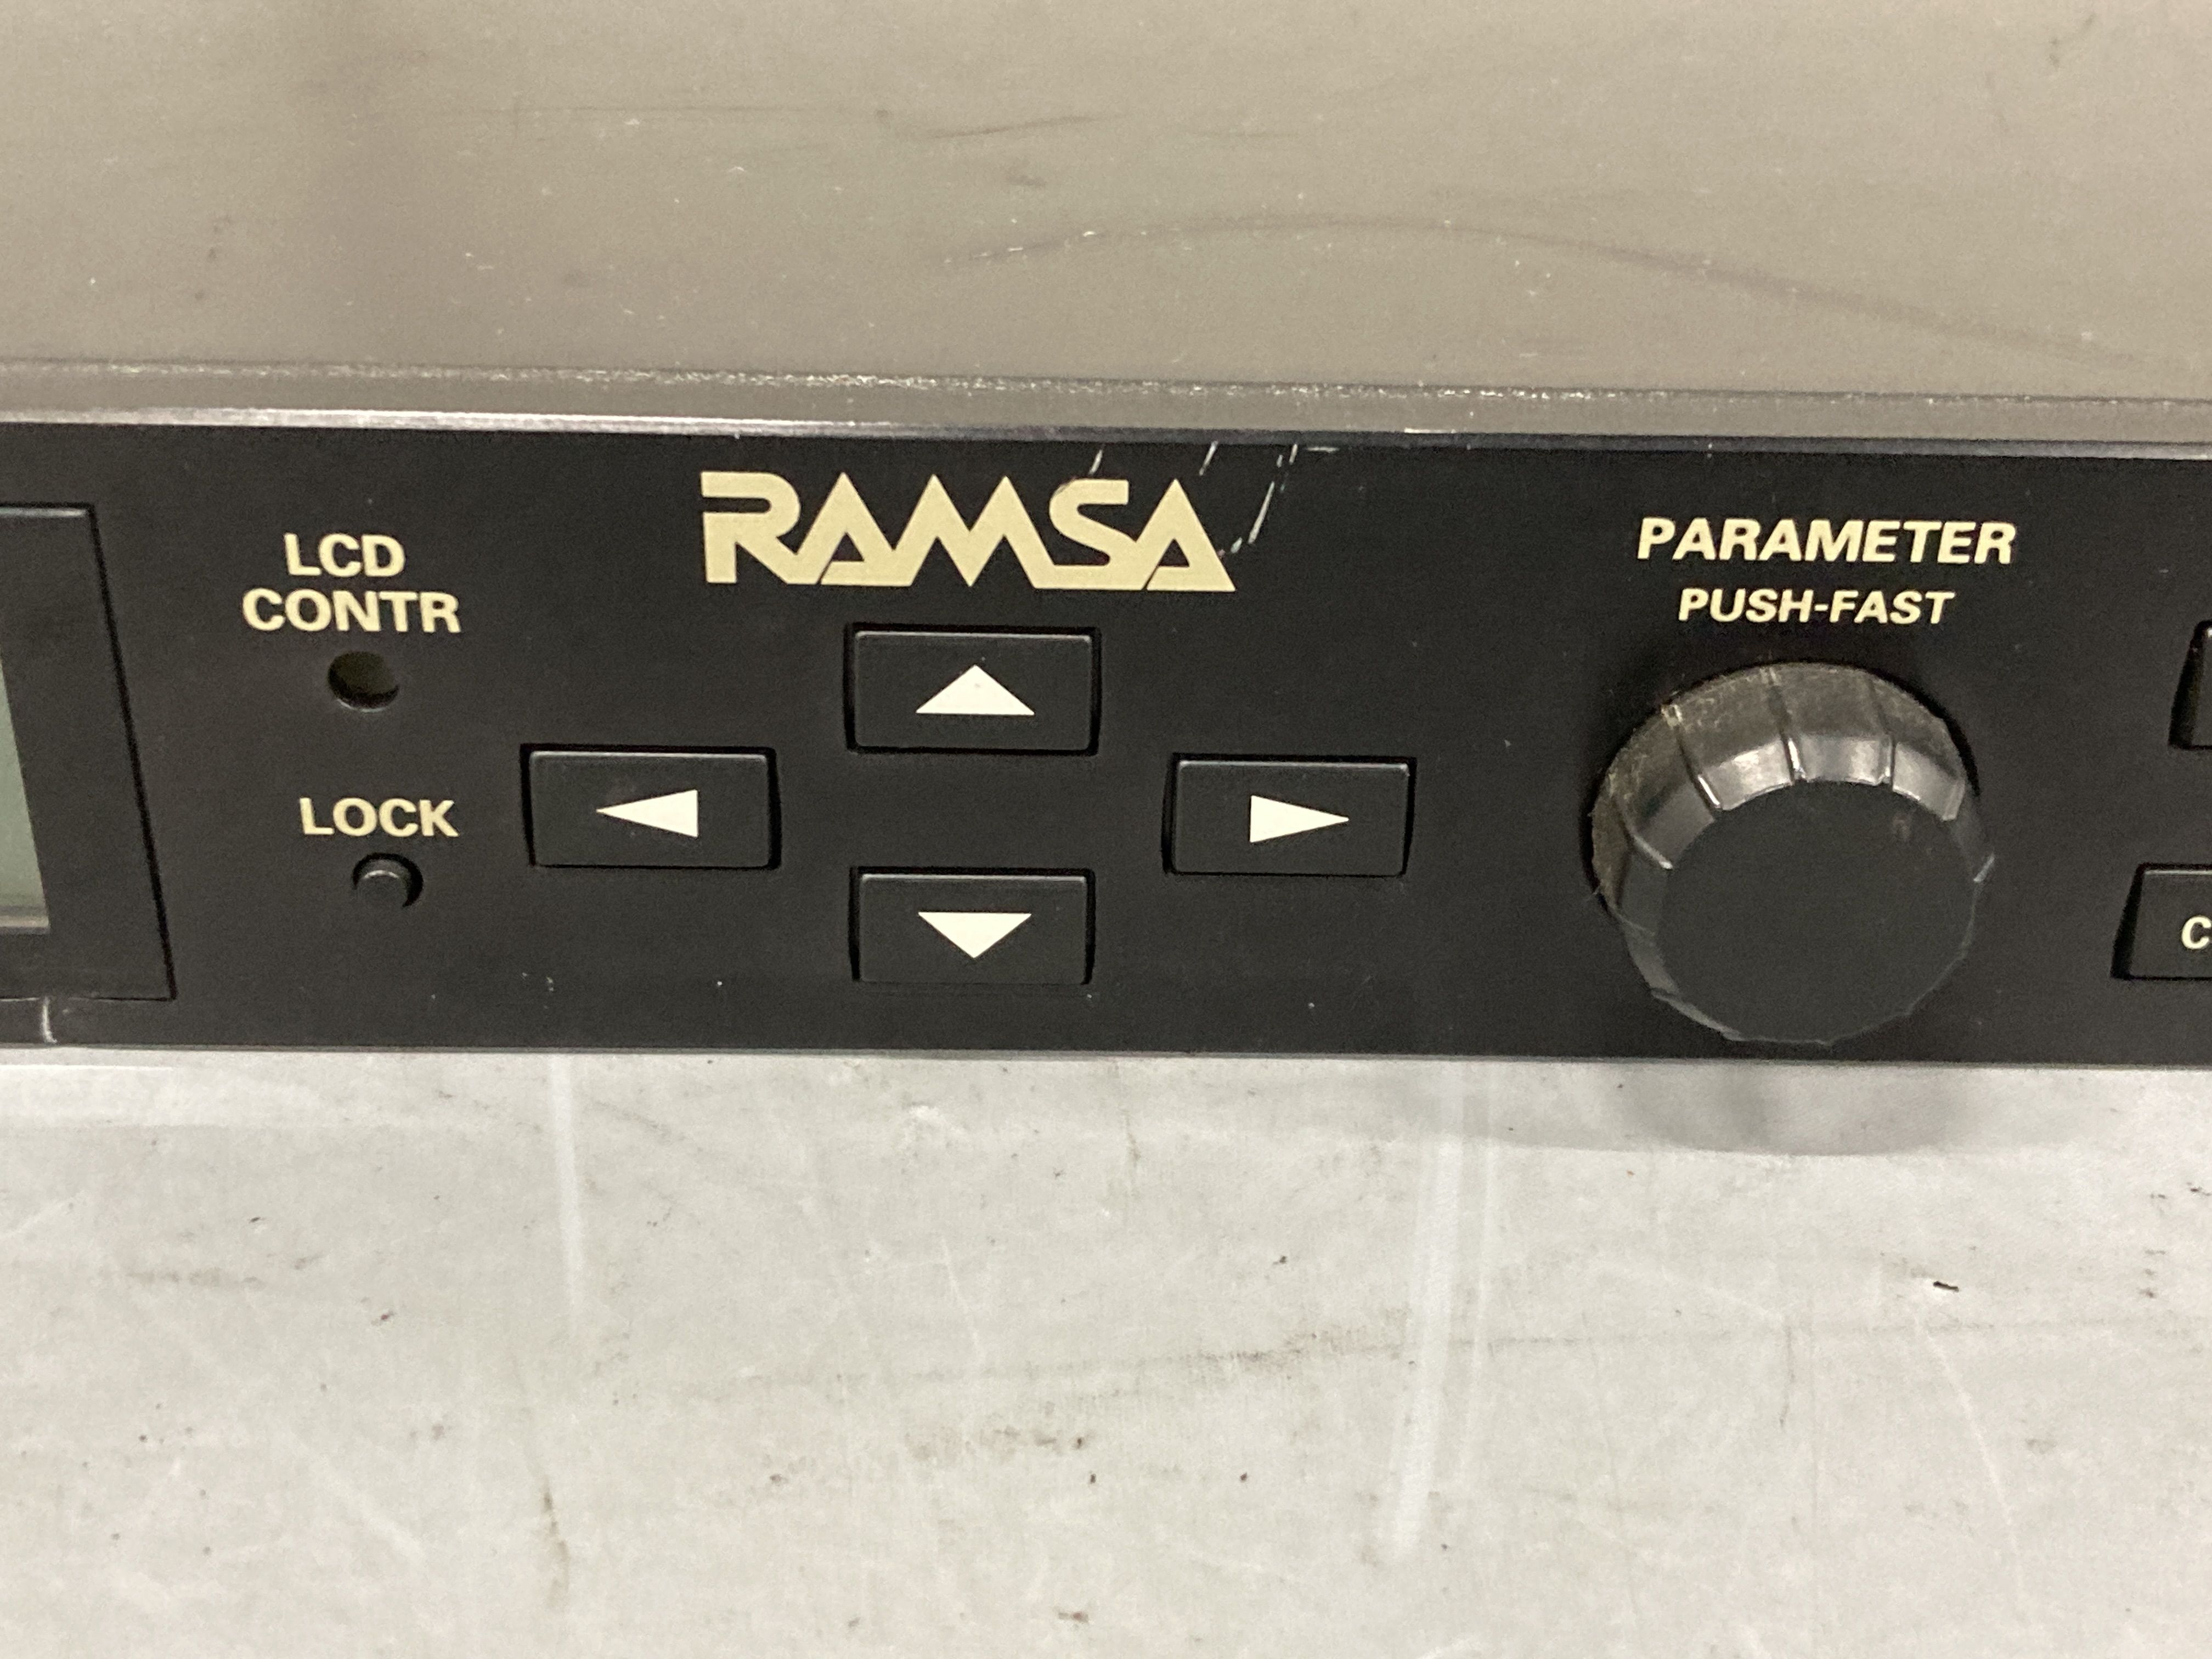 LCD
CONTR
LOCK
RAMSA
PARAMETER
PUSH-FAST